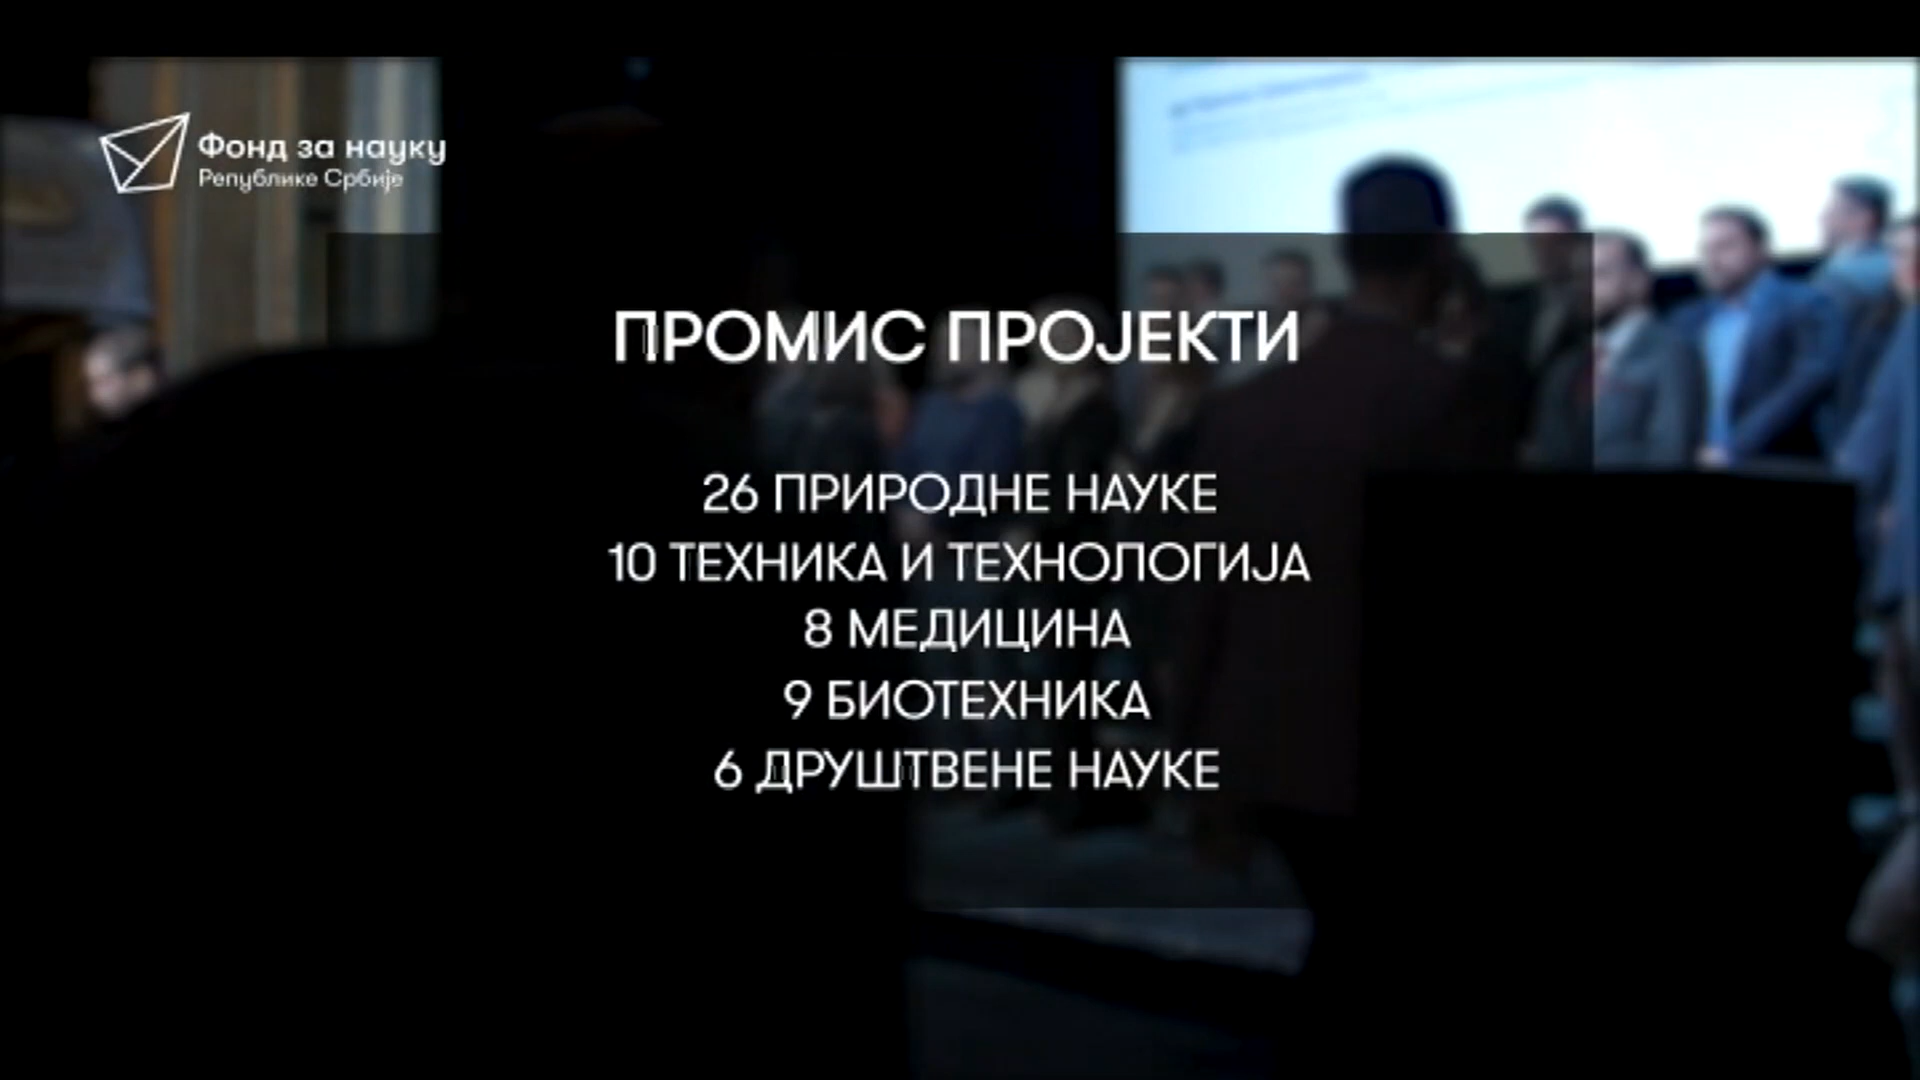 Фонд за науку
Републике Србије
ПРОМИС ПРОЈЕКТИ
26 ПРИРОДНЕ НАУКЕ
10 ТЕХНИКА И ТЕХНОЛОГИЈА
8 МЕДИЦИНА
9 БИОТЕХНИКА
6 ДРУШТВЕНЕ НАУКЕ